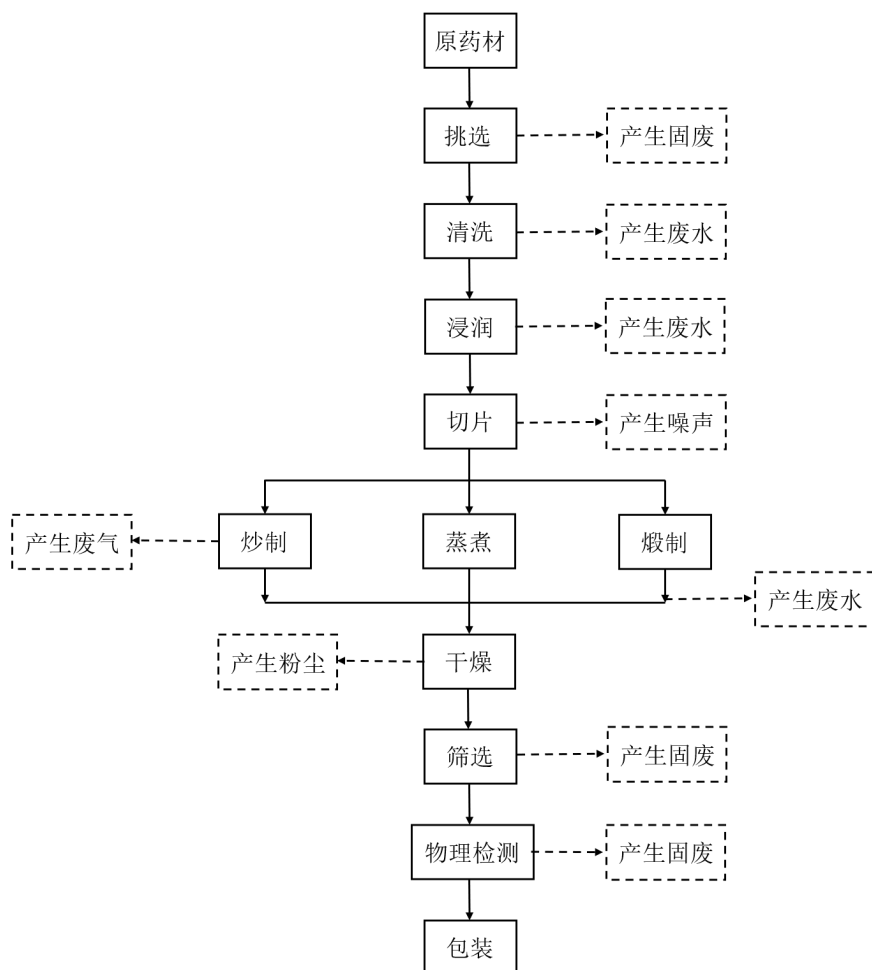 原药材
挑选
产生固废
清洗
产生废水
浸润
产生废水
切片
产生噪声
产生废气
炒制
蒸煮
煅制
产生废水
产生粉尘
干燥
筛选
产生固废
物理检测
产生固废
包装